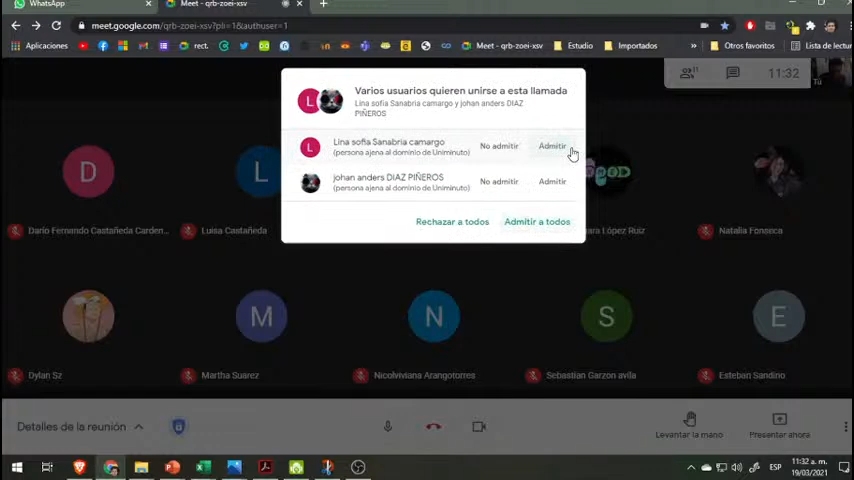 WhatsApp
Meet - qrb-zoei-xsv
meet.google.com/qrb-zoei-xsv?pli=1&authuser=1
Aplicaciones
rect.
Meet - qrb-zoei-xsv
Estudio
Importados
»
Otros favoritos
Lista de lectur
11
11:32
Tú
Varios usuarios quieren unirse a esta llamada
Lina sofia Sanabria camargo y johan anders DIAZ
PIÑEROS
L
Lina sofia Sanabria camargo
(persona ajena al dominio de Uniminuto)
No admitir
Admitir
johan anders DIAZ PIÑEROS
(persona ajena al dominio de Uniminuto)
No admitir
Admitir
Rechazar a todos
Admitir a todos
D
L
Darío Fernando Castañeda Carden...
Luisa Castañeda
ara López Ruiz
Natalia Fonseca
M
N
S
E
Dylan Sz
Martha Suarez
Nicolviviana Arangotorres
Sebastian Garzon avila
Esteban Sandino
Detalles de la reunión
Levantar la mano
Presentar ahora
ESP
11:32 a. m.
19/03/2021